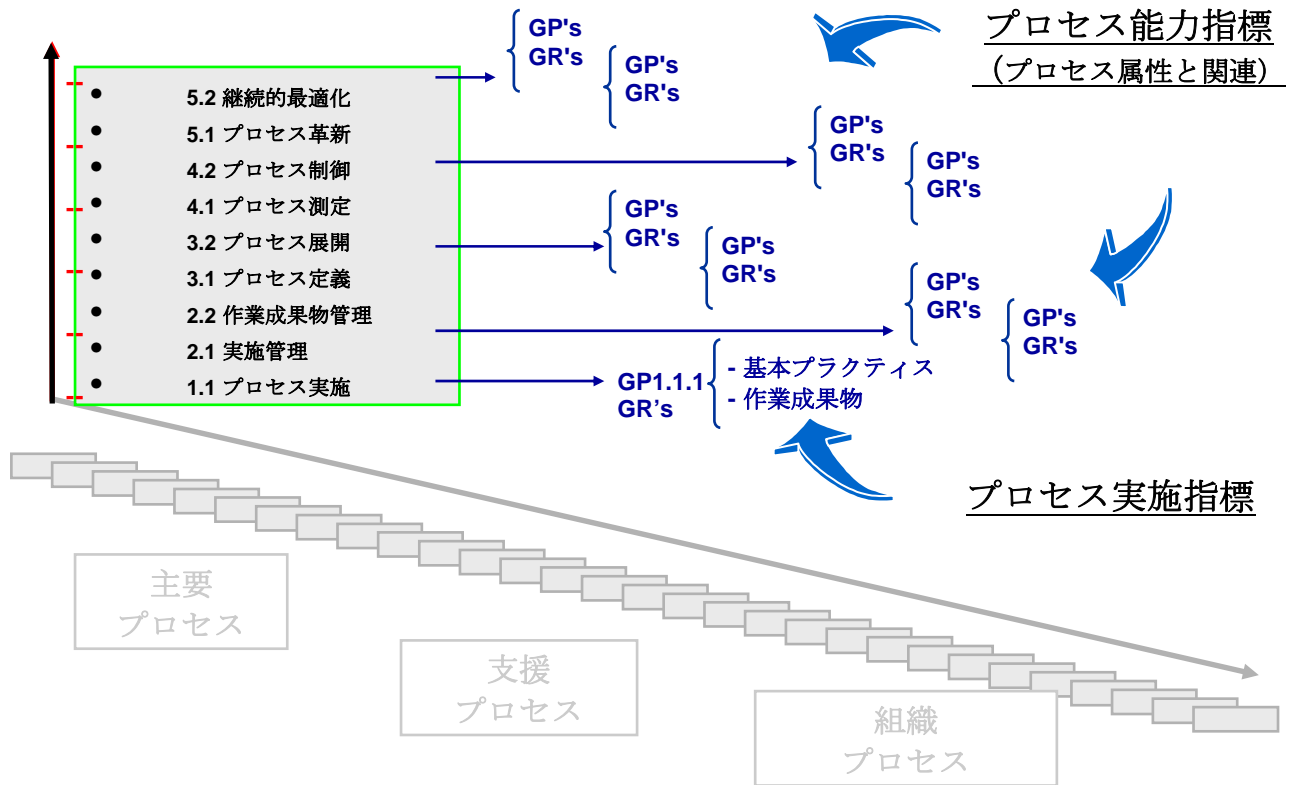 GP's
GR's
GP's
GR's
プロセス能力指標
（プロセス属性と関連）
5.2 継続的最適化
5.1 プロセス革新
4.2 プロセス制御
4.1 プロセス測定
3.2 プロセス展開
3.1 プロセス定義
2.2 作業成果物管理
2.1 実施管理
1.1 プロセス実施
GP's
GR's
GP's
GR's
GP's
GR's
GP's
GR's
GP's
GR's
GP's
GR's
GP1.1.1
GR’s
- 基本プラクティス
- 作業成果物
プロセス実施指標
主要
プロセス
支援
プロセス
組織
プロセス